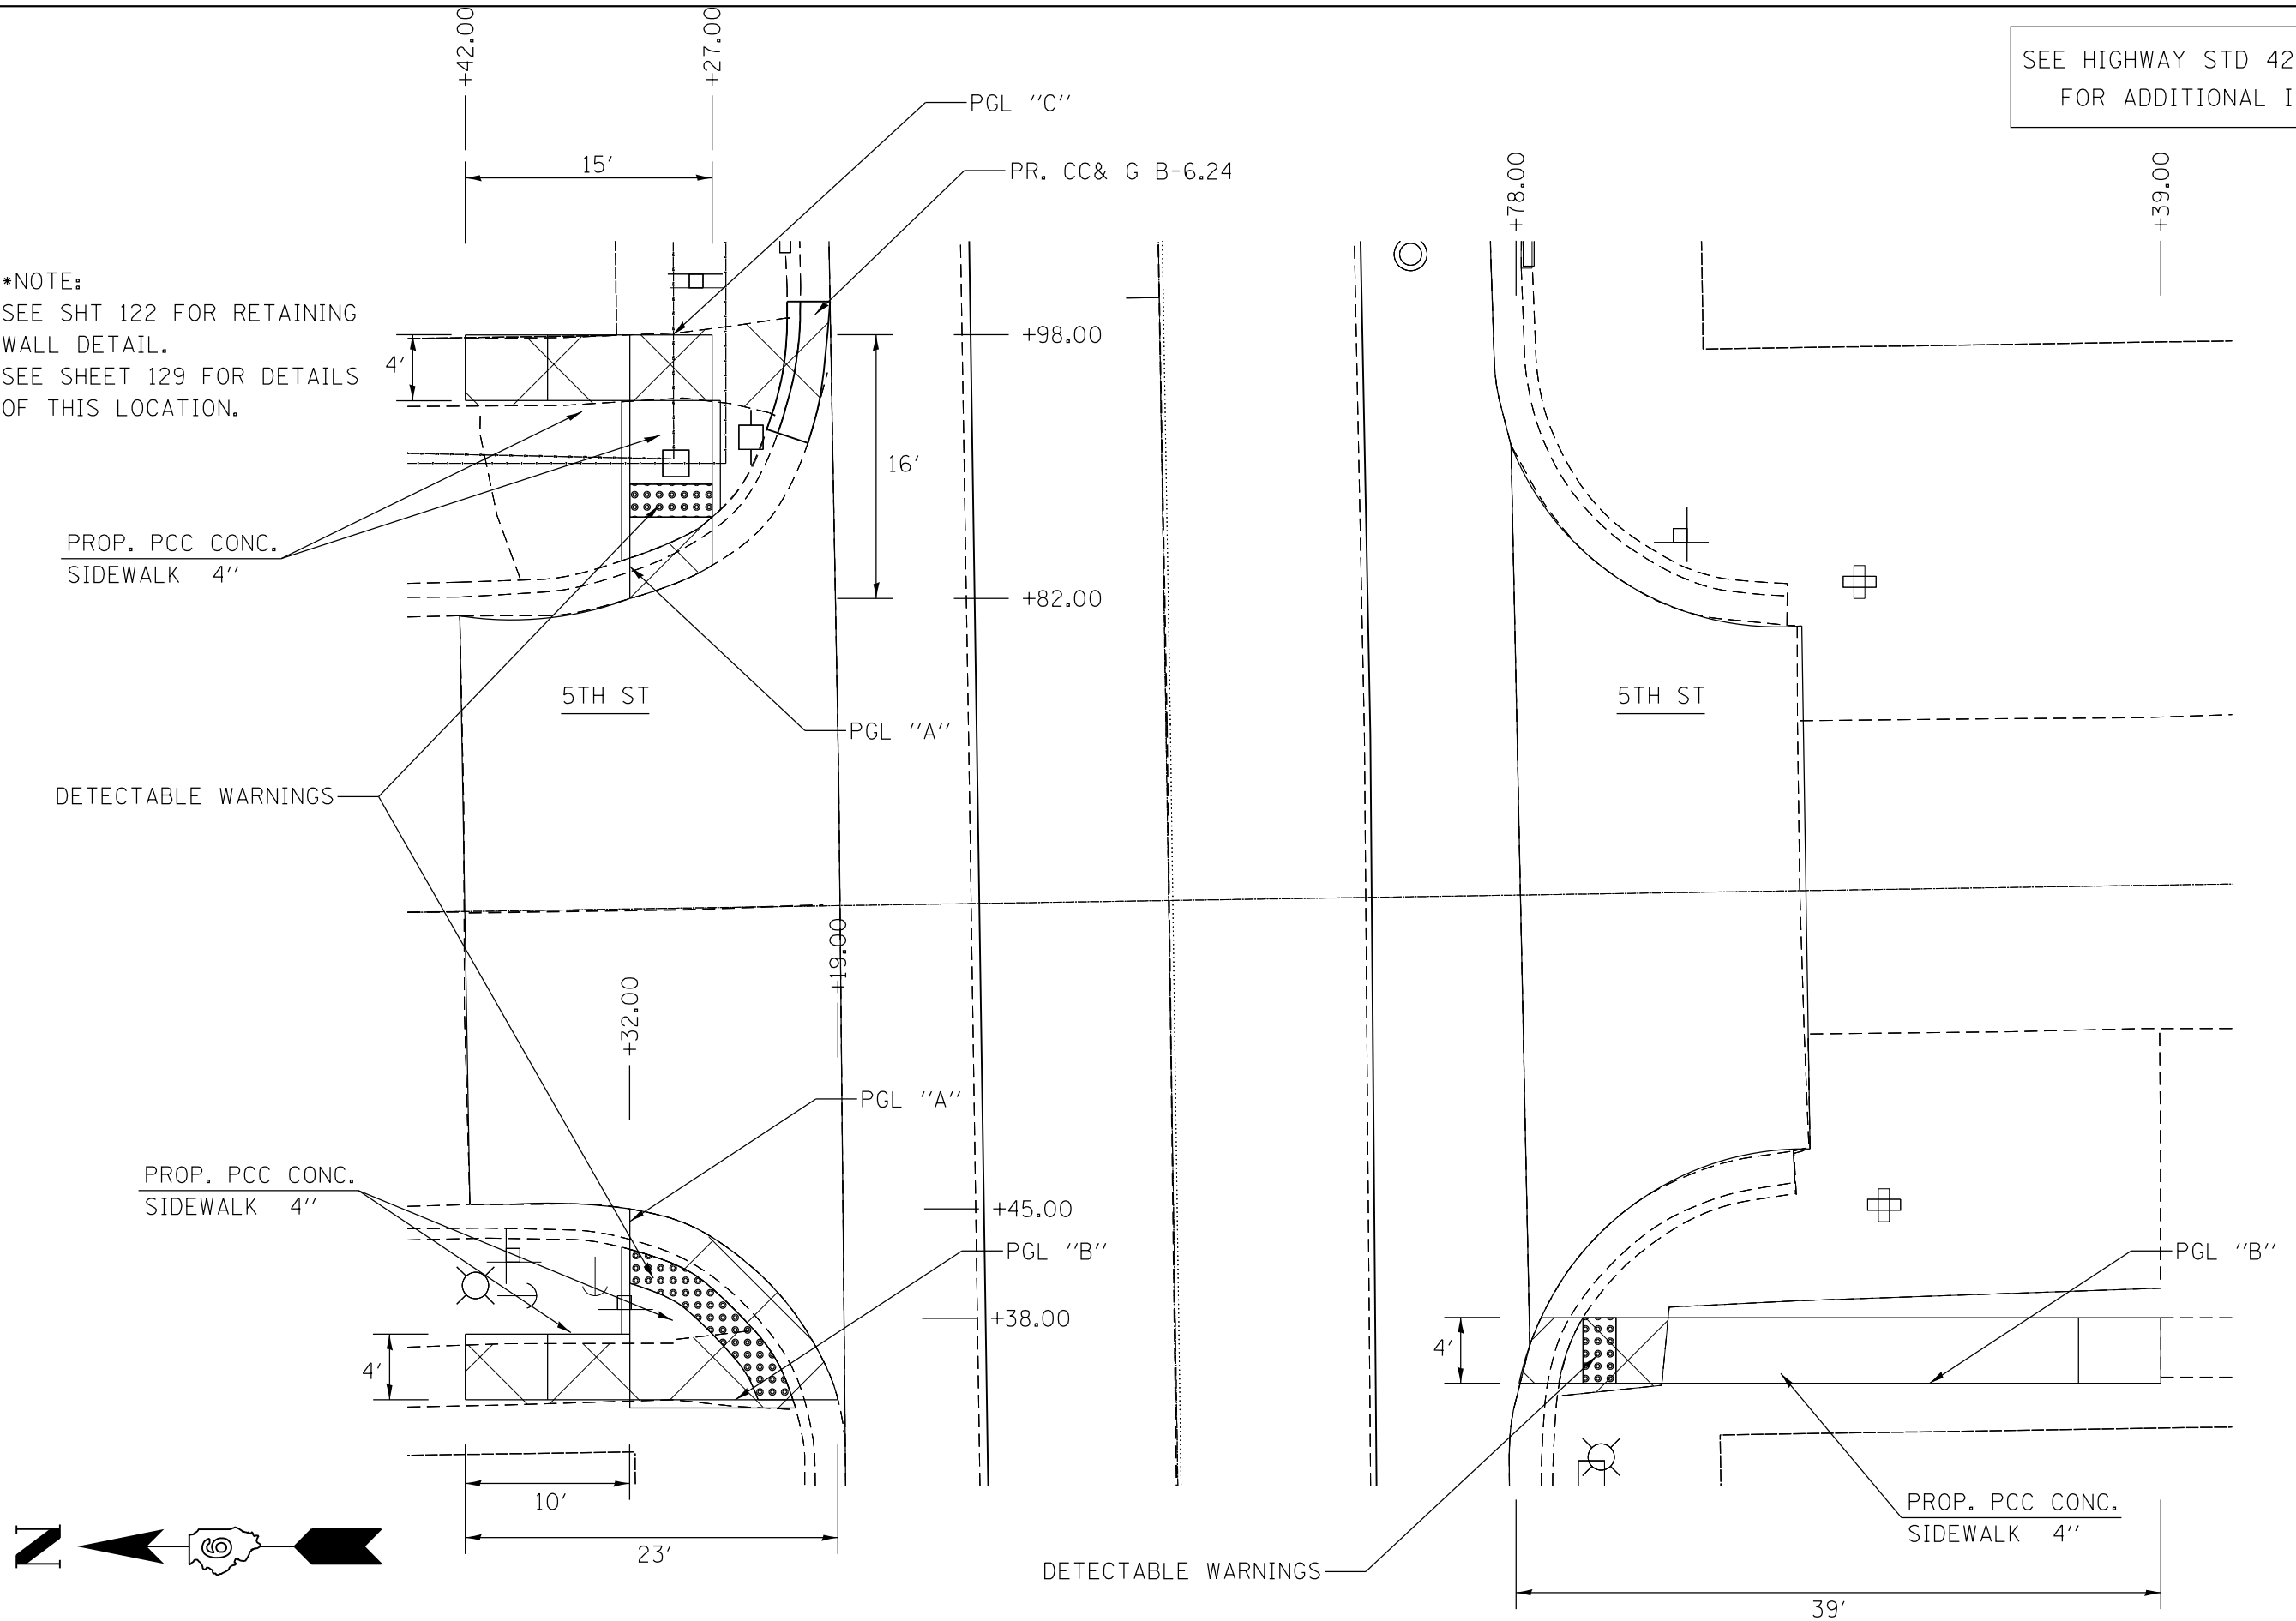 +42.00
+27.00
SEE HIGHWAY STD 42
FOR ADDITIONAL I
PGL "C"
15'
PR. CC& G B-6.24
+78.00
+39.00
*NOTE:
SEE SHT 122 FOR RETAINING
WALL DETAIL.
SEE SHEET 129 FOR DETAILS
OF THIS LOCATION.
4'
+98.00
16'
PROP. PCC CONC.
SIDEWALK 4"
+82.00
5TH ST
5TH ST
PGL "A"
DETECTABLE WARNINGS
+19.00
+32.00
PGL "A"
PROP. PCC CONC.
SIDEWALK 4"
+45.00
PGL "B"
PGL "B"
+38.00
4'
4'
10'
PROP. PCC CONC.
SIDEWALK 4"
N
6
23'
DETECTABLE WARNINGS
39'